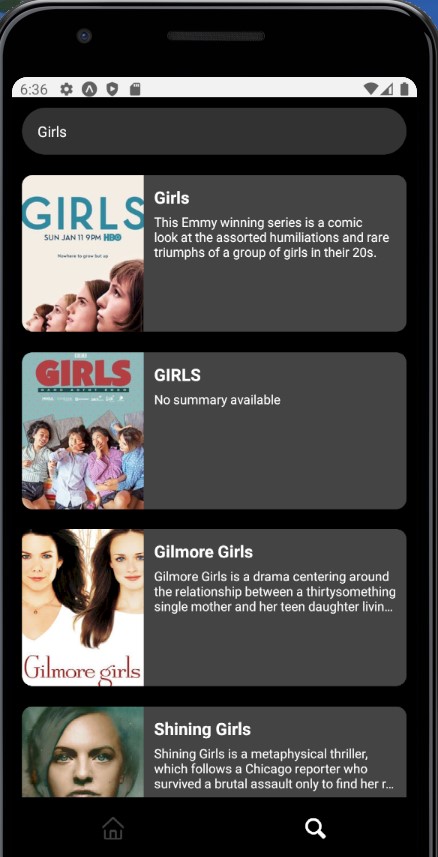 6:36
Girls
GIRLS
SUN JAN 11 9PM HBO
Nowhere to grow but up
Girls
This Emmy winning series is a comic
look at the assorted humiliations and rare
triumphs of a group of girls in their 20s.
GIRLS
GIRLS
No summary available
Gilmore girls
Gilmore Girls
Gilmore Girls is a drama centering around
the relationship between a thirtysomething
single mother and her teen daughter livin...
Shining Girls
Shining Girls is a metaphysical thriller,
which follows a Chicago reporter who
survived a brutal assault only to find her r...